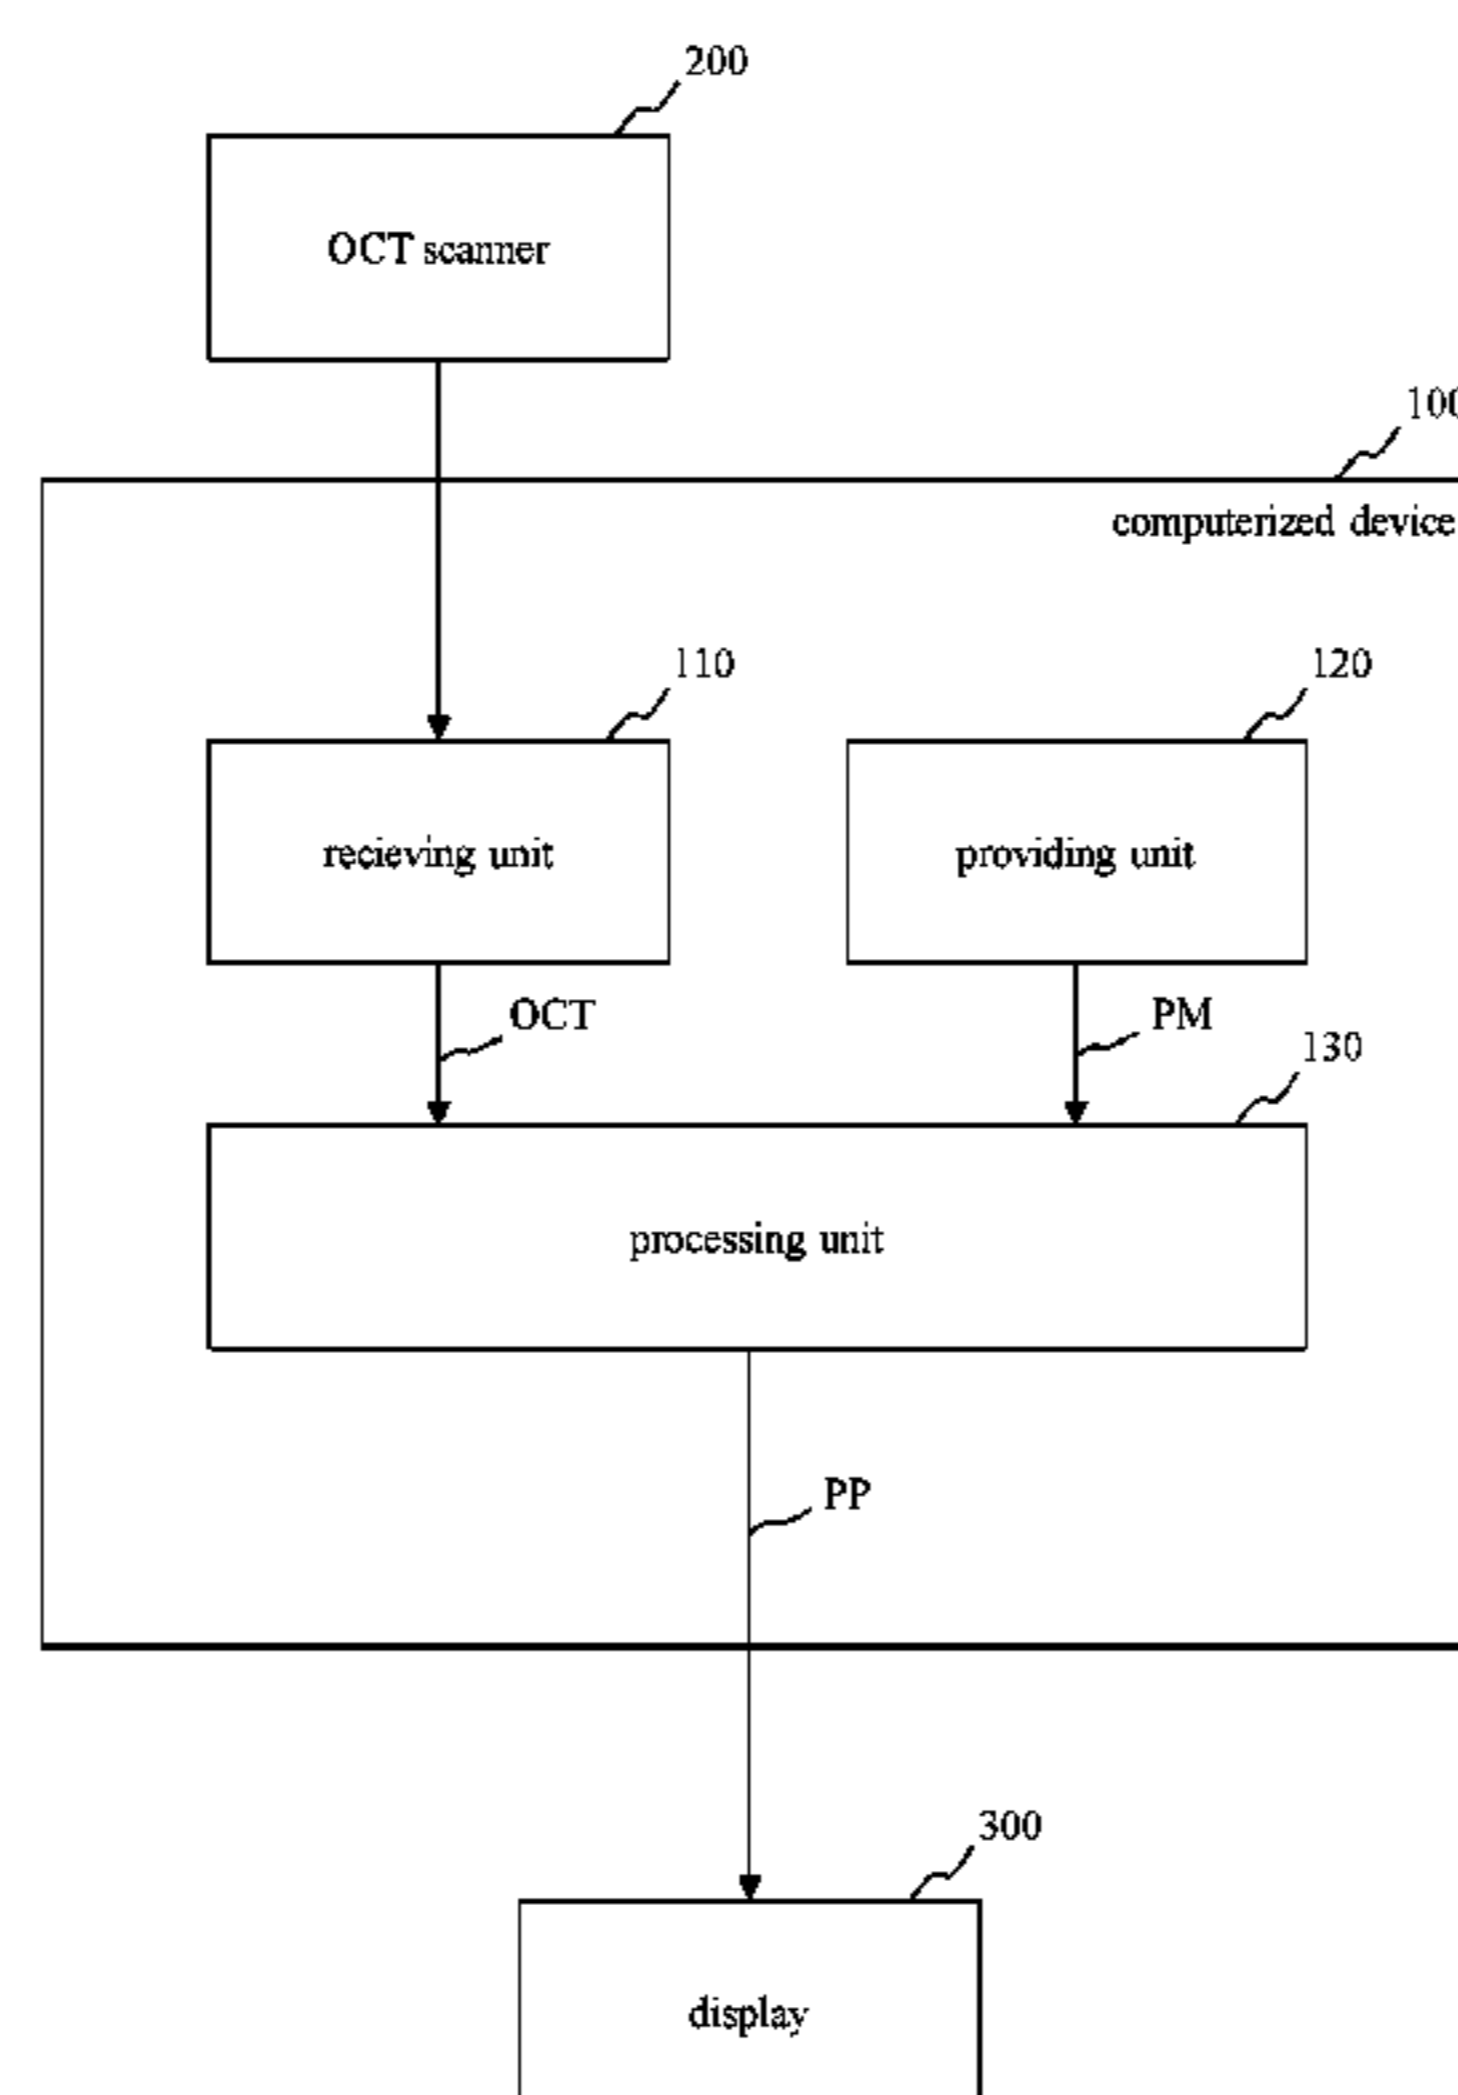 200
OCT scanner
100
computerized device
110
120
recieving unit
providing unit
OCT
PM
130
processing unit
PP
300
display